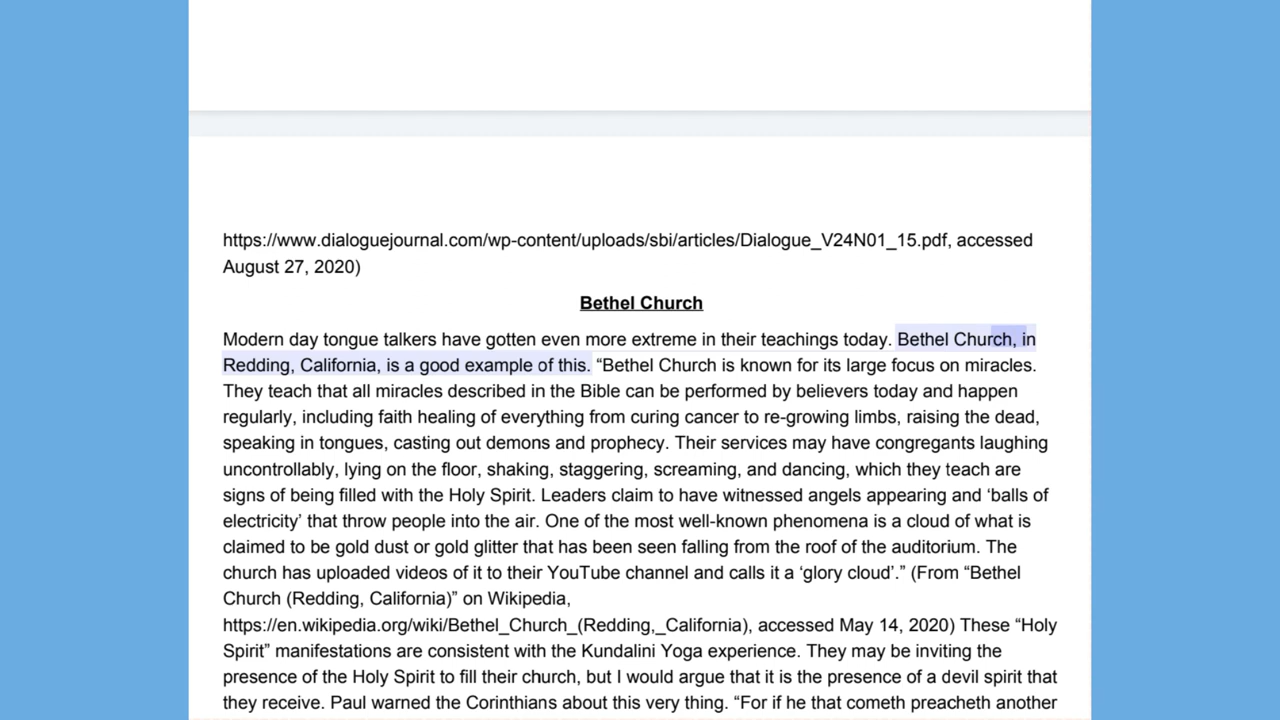 https://www.dialoguejournal.com/wp-content/uploads/sbi/articles/Dialogue_V24N01_15.pdf, accessed
August 27, 2020)
Bethel Church
Modern day tongue talkers have gotten even more extreme in their teachings today. Bethel Church, in
Redding, California, is a good example of this. “Bethel Church is known for its large focus on miracles.
They teach that all miracles described in the Bible can be performed by believers today and happen
regularly, including faith healing of everything from curing cancer to re-growing limbs, raising the dead,
speaking in tongues, casting out demons and prophecy. Their services may have congregants laughing
uncontrollably, lying on the floor, shaking, staggering, screaming, and dancing, which they teach are
signs of being filled with the Holy Spirit. Leaders claim to have witnessed angels appearing and ‘balls of
electricity’ that throw people into the air. One of the most well-known phenomena is a cloud of what is
claimed to be gold dust or gold glitter that has been seen falling from the roof of the auditorium. The
church has uploaded videos of it to their YouTube channel and calls it a ‘glory cloud’.” (From “Bethel
Church (Redding, California)” on Wikipedia,
https://en.wikipedia.org/wiki/Bethel_Church_(Redding,_California), accessed May 14, 2020) These “Holy
Spirit” manifestations are consistent with the Kundalini Yoga experience. They may be inviting the
presence of the Holy Spirit to fill their church, but I would argue that it is the presence of a devil spirit that
they receive. Paul warned the Corinthians about this very thing. “For if he that cometh preacheth another